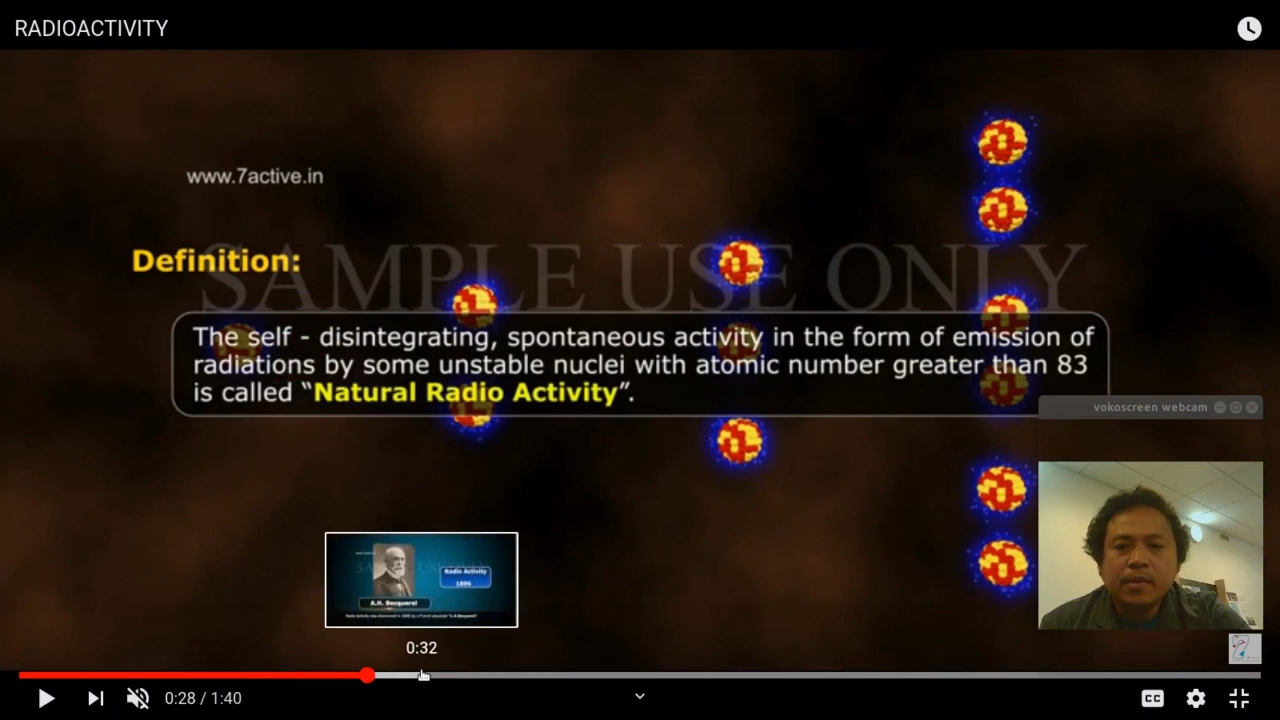 RADIOACTIVITY
www.7active.in
SAMPLE USE ONLY
Definition:
The self - disintegrating, spontaneous activity in the form of emission of
radiations by some unstable nuclei with atomic number greater than 83
is called “Natural Radio Activity”.
vokoscreen webcam
Radio Activity
1896
A.H. Becquerel
0:32
0:28 / 1:40
CC